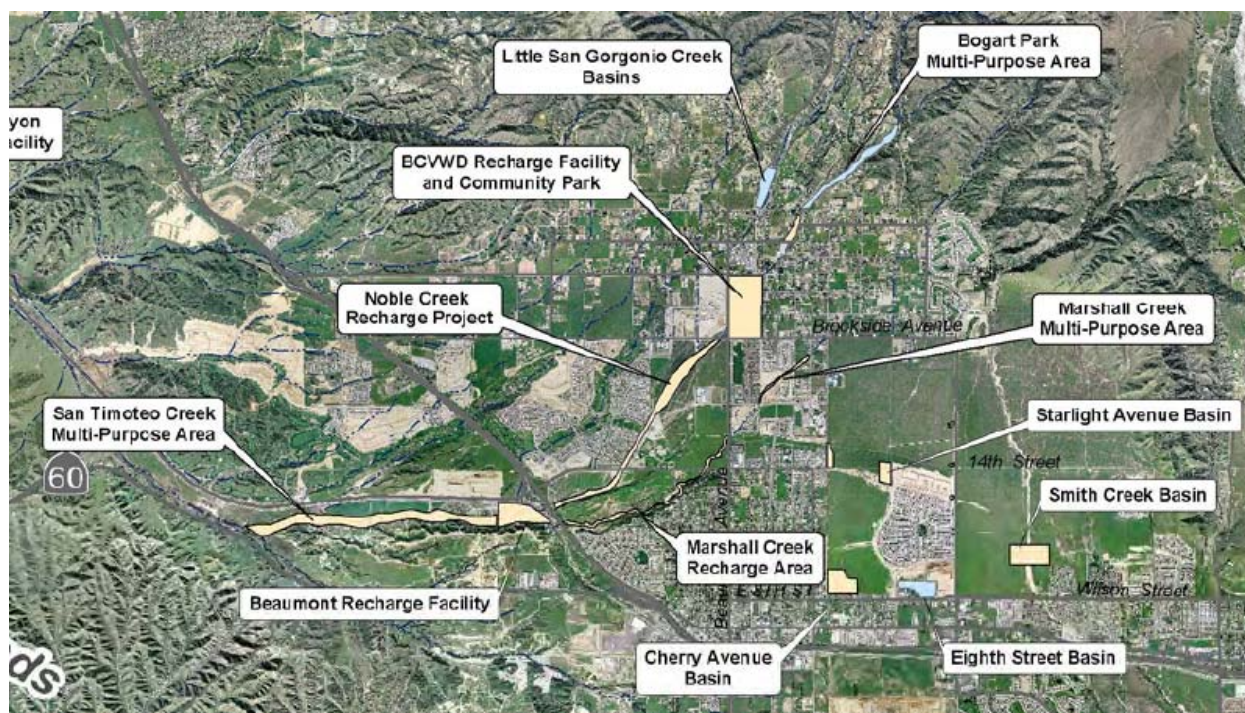 Little San Gorgonio Creek
Basins
Bogart Park
Multi-Purpose Area
yon
acility
BCVWD Recharge Facility
and Community Park
Noble Creek
Recharge Project
Brookside Avenue
Marshall Creek
Multi-Purpose Area
San Timoteo Creek
Multi-Purpose Area
Starlight Avenue Basin
60
14th Street
Smith Creek Basin
Avenue
Marshall Creek
Recharge Area
Beaumont Recharge Facility
Wilson Street
ds
Cherry Avenue
Basin
Eighth Street Basin